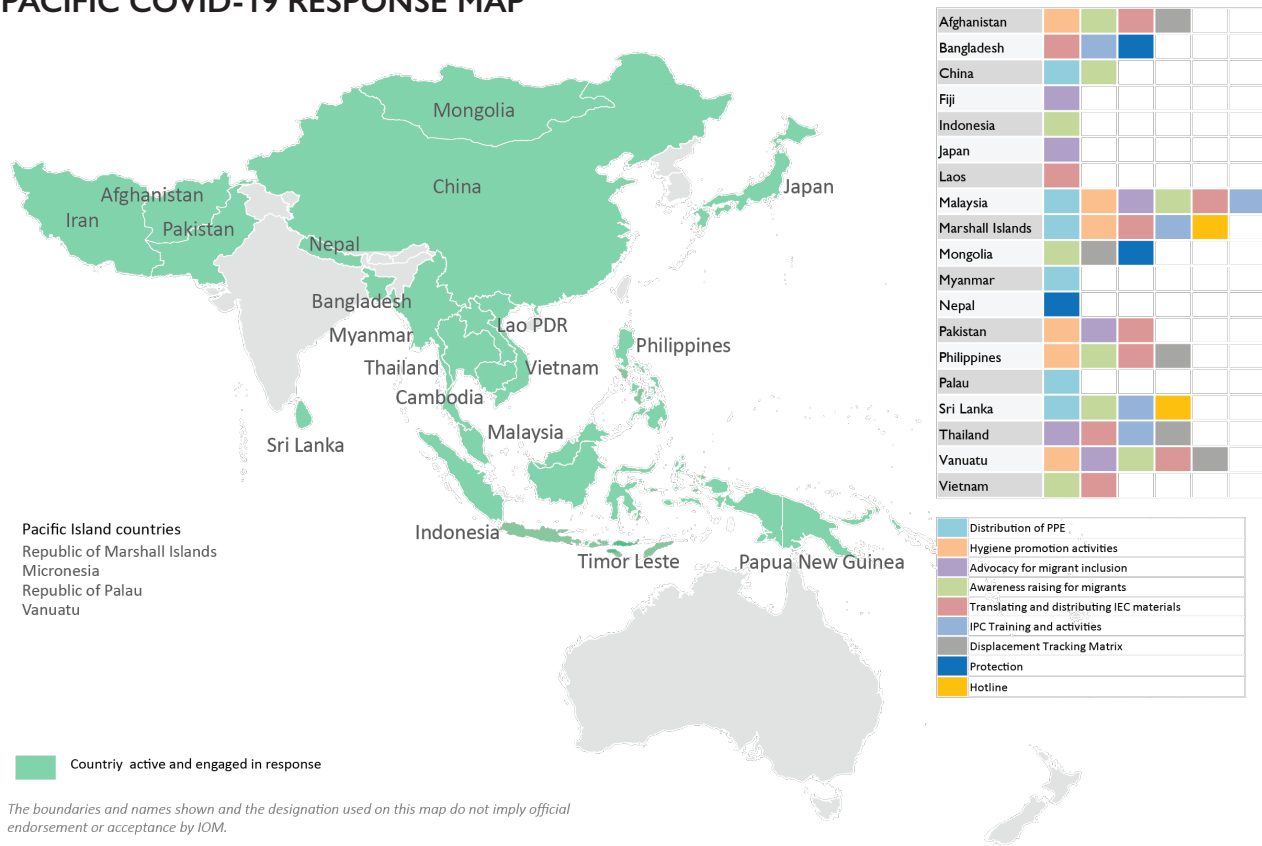 PACIFIC COVID-19 RESPONSE MAP
Mongolia
China
Japan
Afghanistan
Iran
Pakistan
Nepal
Bangladesh
Myanmar
Lao PDR
Thailand
Vietnam
Philippines
Cambodia
Sri Lanka
Malaysia
Indonesia
Timor Leste
Papua New Guinea
Pacific Island countries
Republic of Marshall Islands
Micronesia
Republic of Palau
Vanuatu
Countriy active and engaged in response
The boundaries and names shown and the designation used on this map do not imply official
endorsement or acceptance by IOM.
Afghanistan
Bangladesh
China
Fiji
Indonesia
Japan
Laos
Malaysia
Marshall Islands
Mongolia
Myanmar
Nepal
Pakistan
Philippines
Palau
Sri Lanka
Thailand
Vanuatu
Vietnam
Distribution of PPE
Hygiene promotion activities
Advocacy for migrant inclusion
Awareness raising for migrants
Translating and distributing IEC materials
IPC Training and activities
Displacement Tracking Matrix
Protection
Hotline